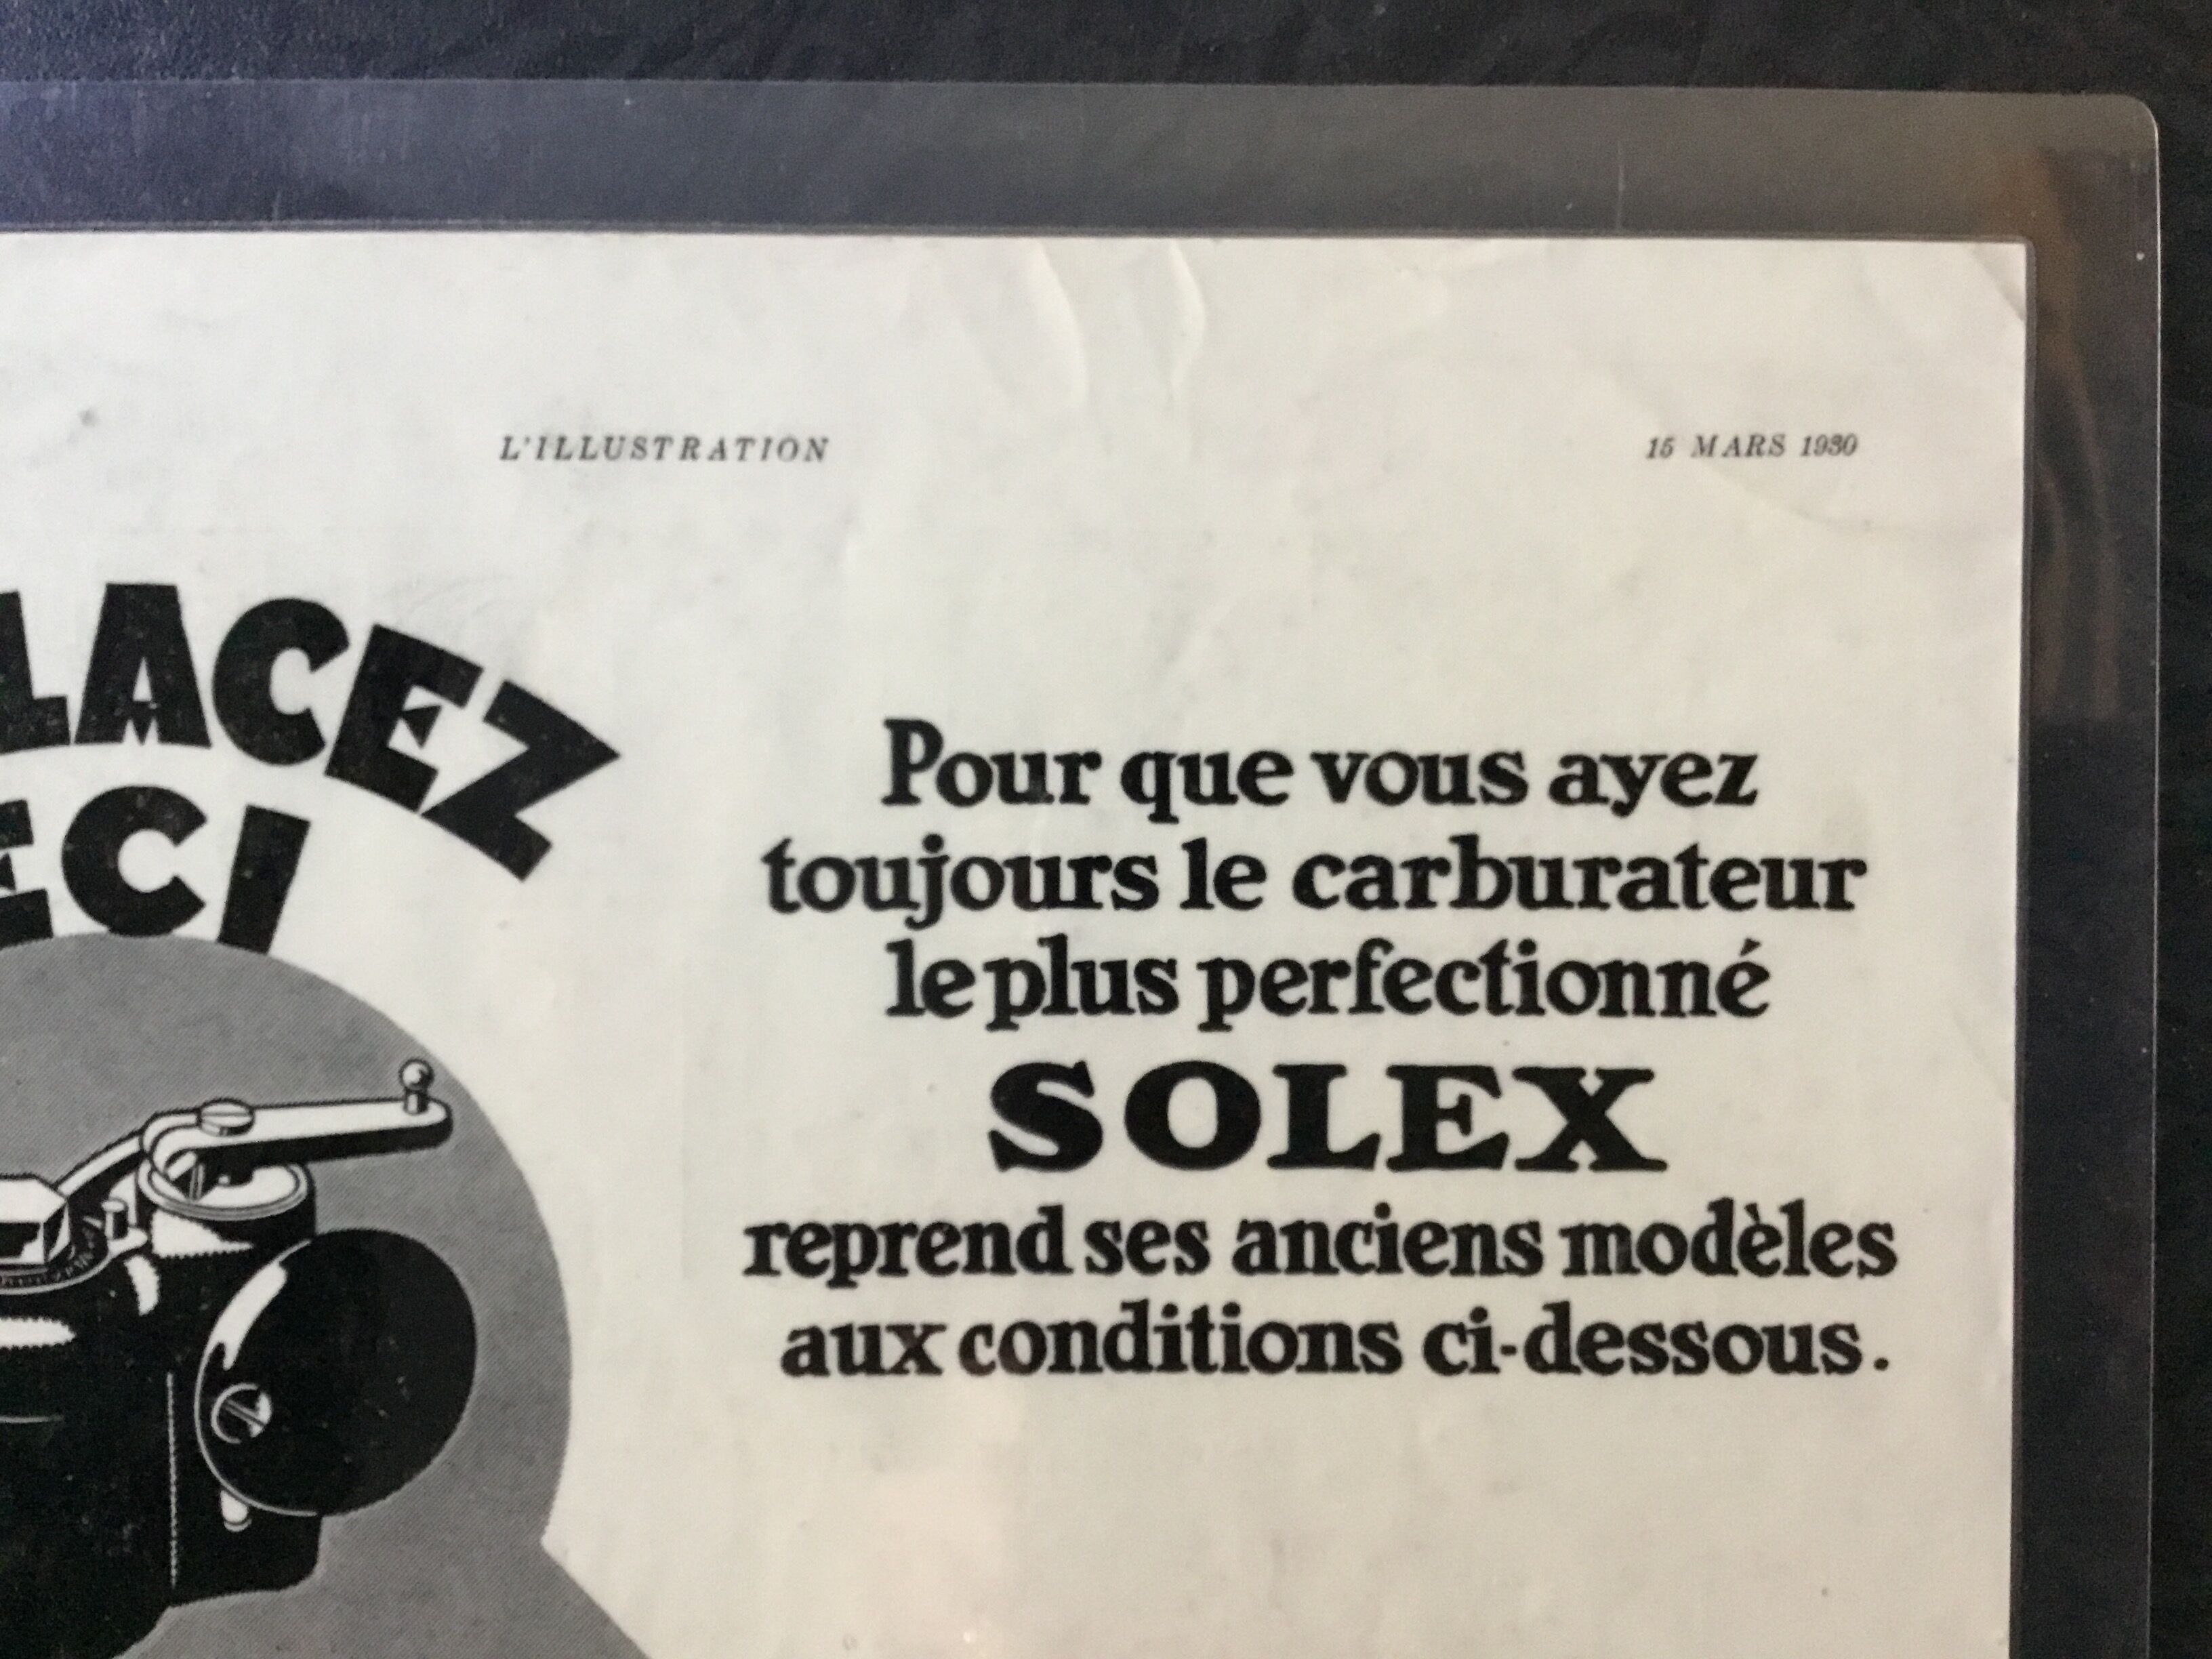 L'ILLUSTRATION
15 MARS 1930
LACEZ
ECI
Pour que vous ayez
toujours le carburateur
le plus perfectionné
SOLEX
reprend ses anciens modèles
aux conditions ci-dessous.